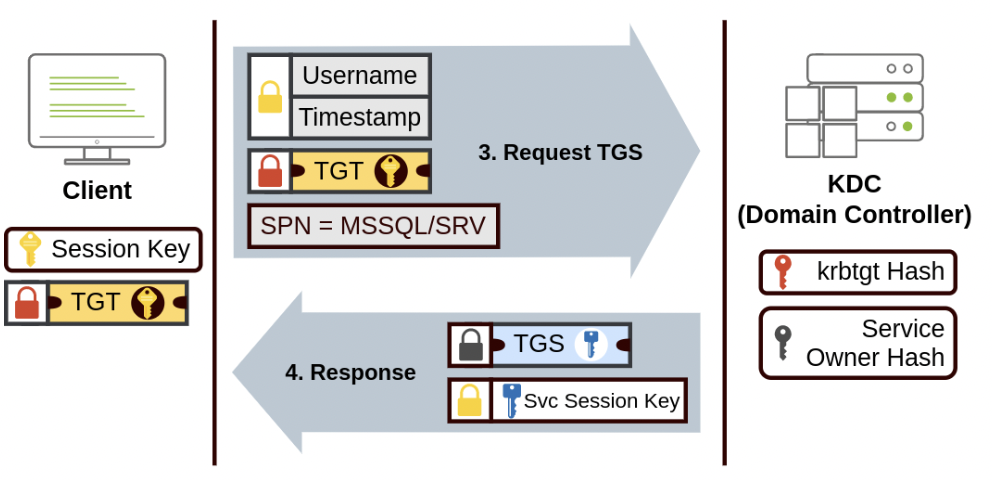 Username
Timestamp
TGT
3. Request TGS
SPN = MSSQL/SRV
Client
Session Key
TGT
KDC
(Domain Controller)
krbtgt Hash
Service
Owner Hash
4. Response
TGS
Svc Session Key